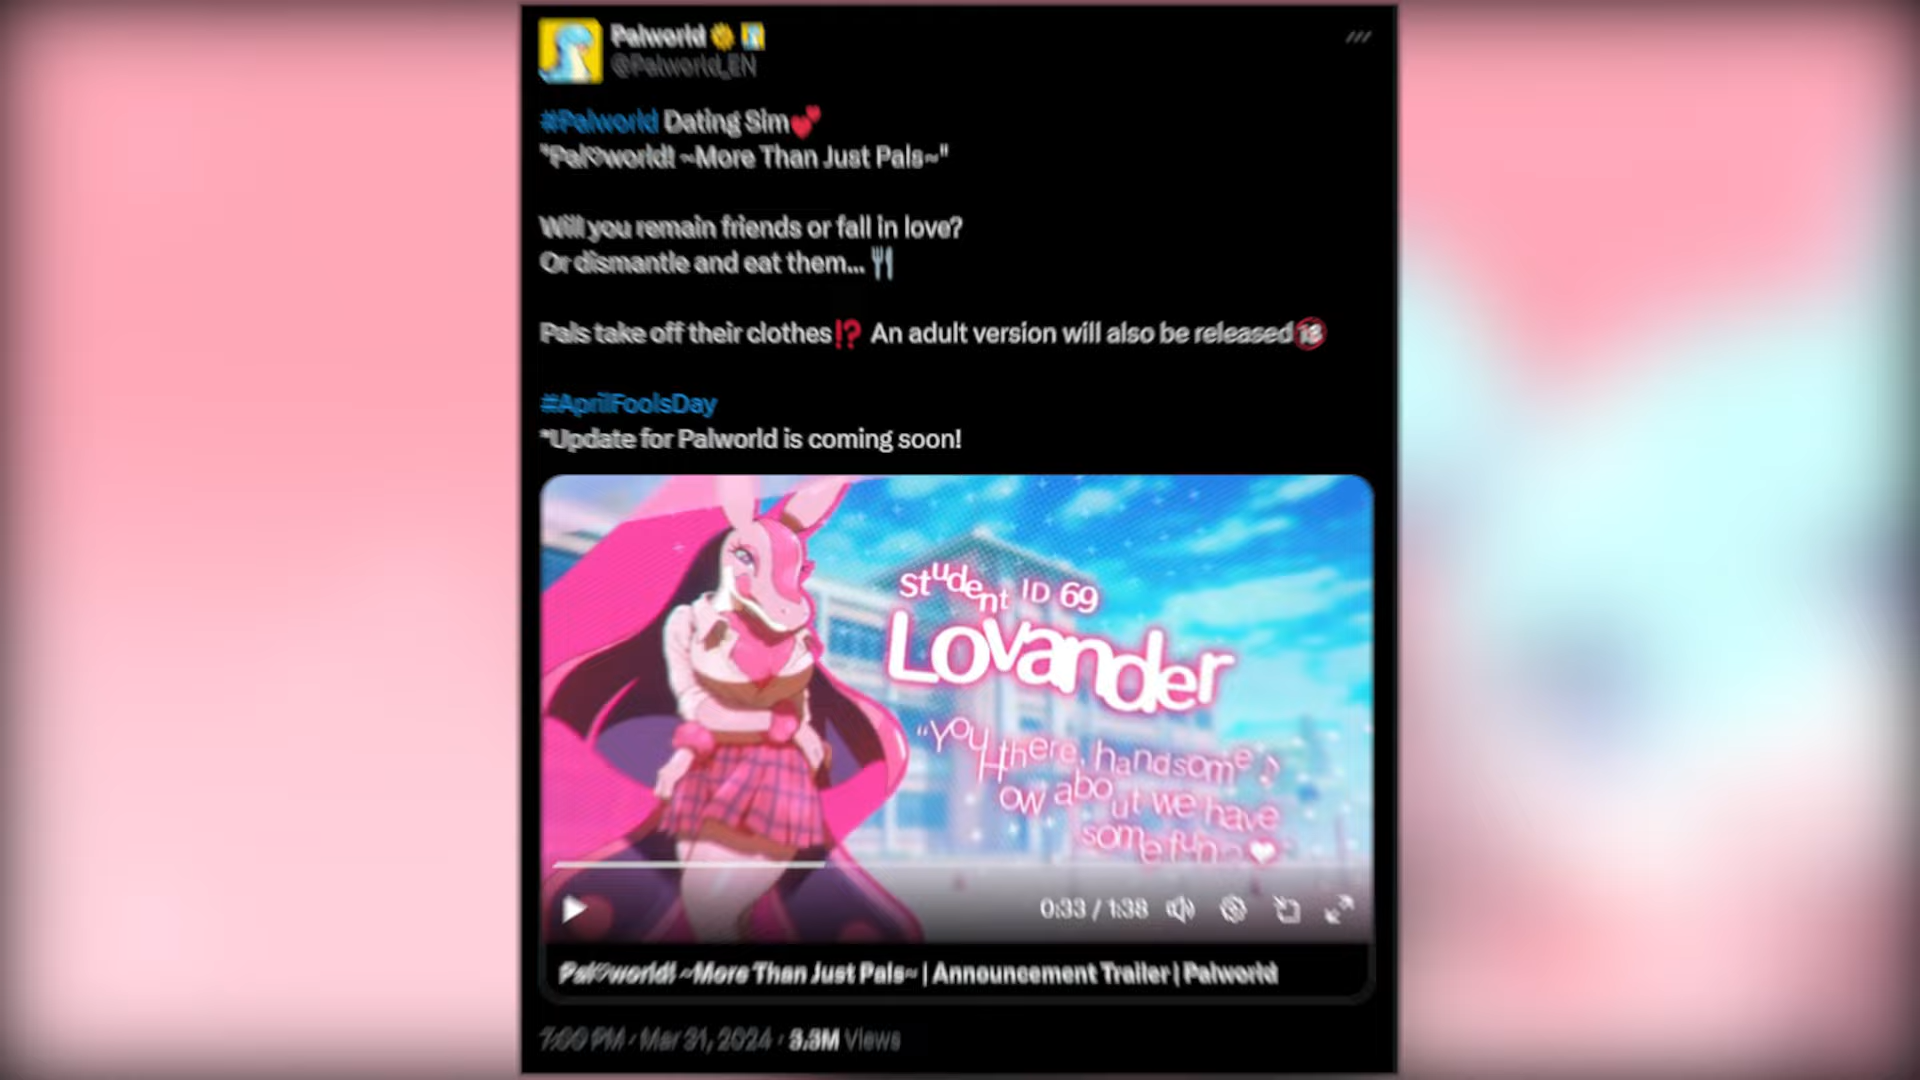 Palworld
@Palworld_EN
#Palworld Dating Sim💕
"Pal♡world! ~More Than Just Pals~"
Will you remain friends or fall in love?
Or dismantle and eat them... 🍴
Pals take off their clothes⁉️ An adult version will also be released🔞
#AprilFoolsDay
*Update for Palworld is coming soon!
Student ID 69
Lovander
"You there, handsome♪
How about we have
some fun~♥
0:33 / 1:38
Pal♡world! ~More Than Just Pals~ | Announcement Trailer | Palworld
7:00 PM · Mar 31, 2024 · 3.3M Views